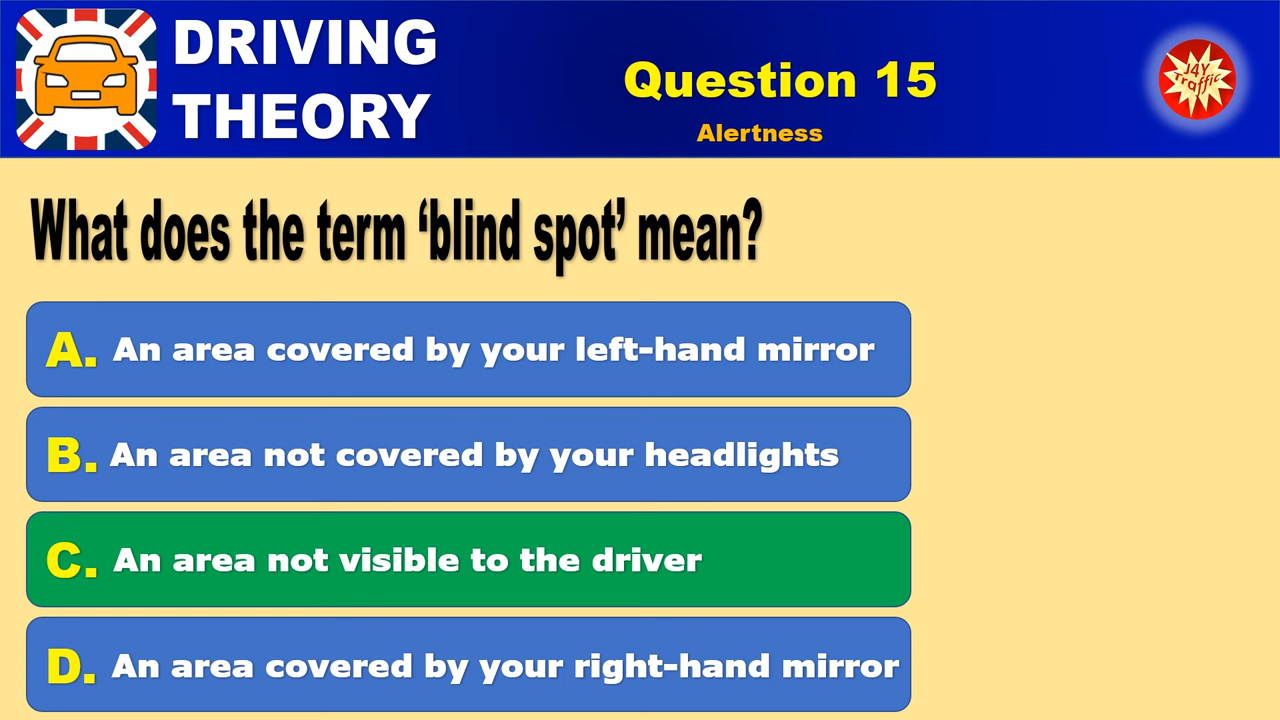 DRIVING
THEORY
Question 15
Alertness
J4Y
Traffic
What does the term ‘blind spot’ mean?
A. An area covered by your left-hand mirror
B. An area not covered by your headlights
C. An area not visible to the driver
D. An area covered by your right-hand mirror